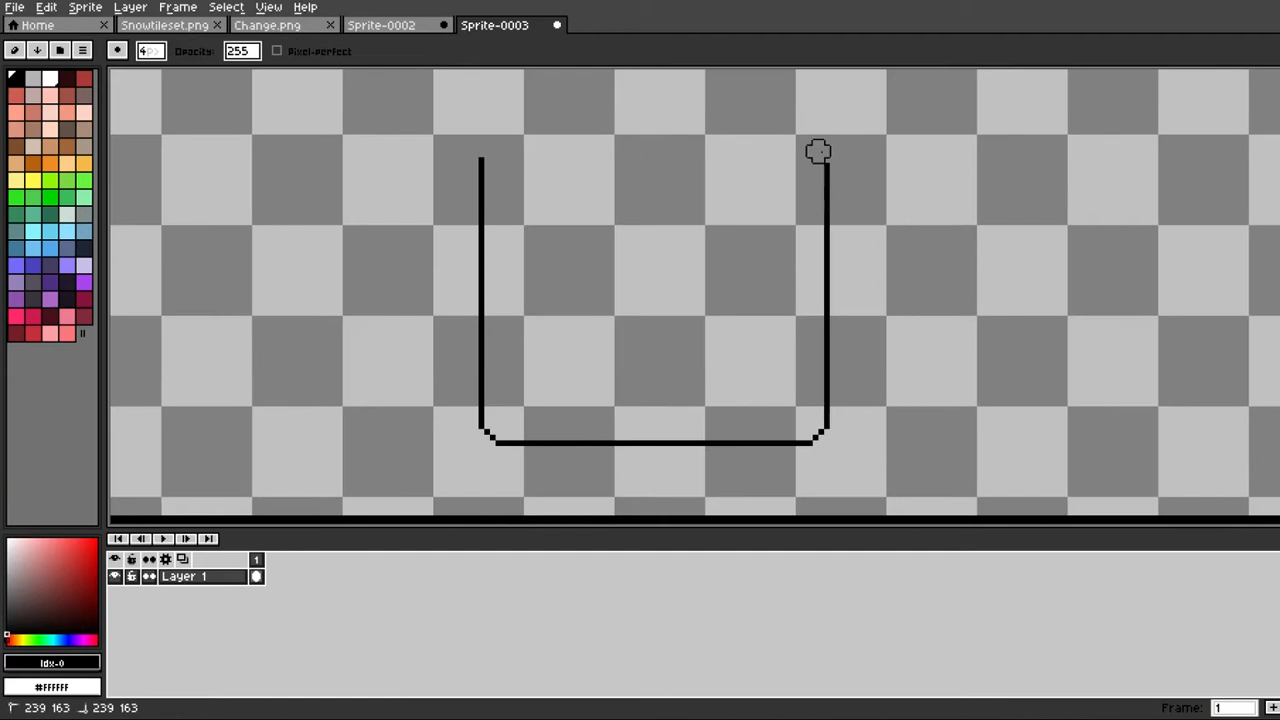 File Edit Sprite Layer Frame Select View Help
Home Snowtileset.png Change.png Sprite-0002 Sprite-0003
4px Opacity: 255 Pixel-perfect
1
Layer 1
Idx-0
#ffffff
239 163 239 163 Frame: 1